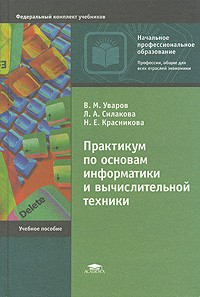 Федеральный комплект учебников
Начальное
профессиональное
образование
Профессии, общие для
всех отраслей экономики
В. М. Уваров
Л. А. Силакова
Н. Е. Красникова
Практикум
по основам
информатики
и вычислительной
техники
Delete
Учебное пособие
ACADEMA